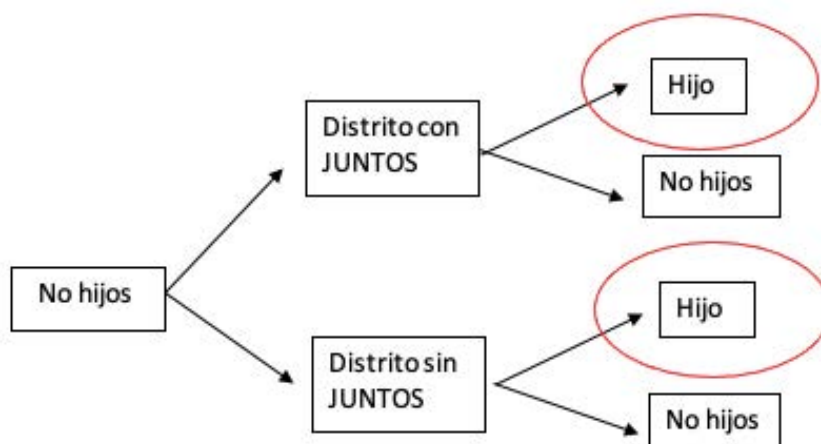 Hijo
Distrito con
JUNTOS
No hijos
No hijos
Hijo
Distrito sin
JUNTOS
No hijos